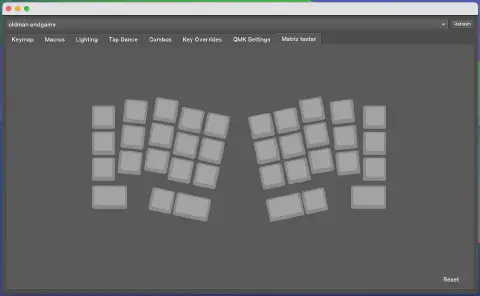 oldman endgame
Refresh
Keymap Macros Lighting Tap Dance Combos Key Overrides QMK Settings Matrix tester
Reset